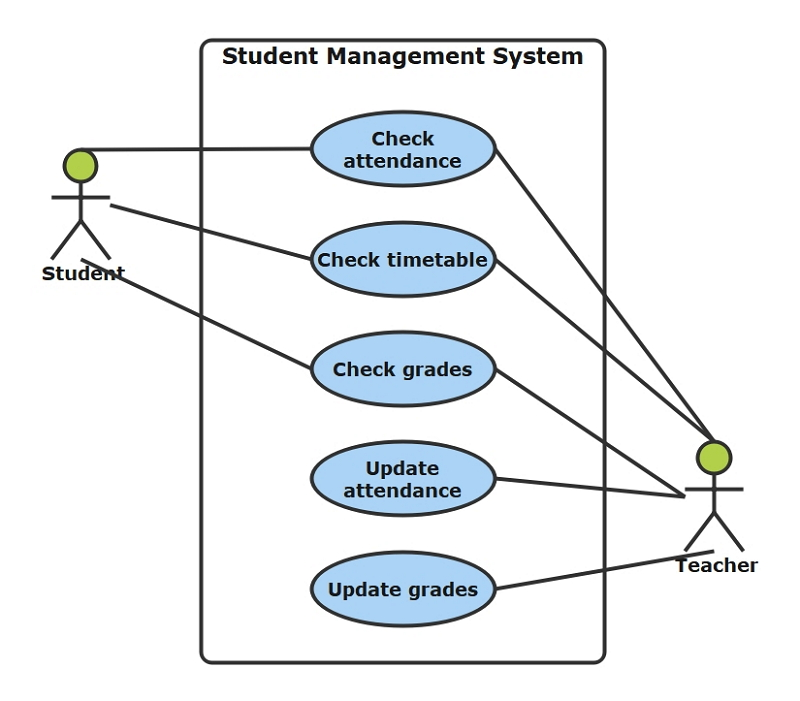 Student Management System
Check
attendance
Check timetable
Student
Check grades
Update
attendance
Teacher
Update grades